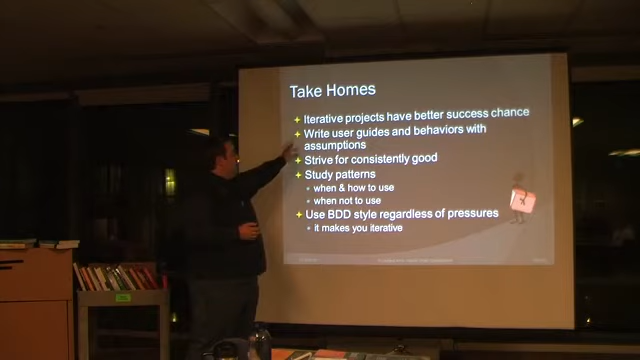 Take Homes
Iterative projects have better success chance
Write user guides and behaviors with
assumptions
Strive for consistently good
Study patterns
when & how to use
when not to use
Use BDD style regardless of pressures
it makes you iterative